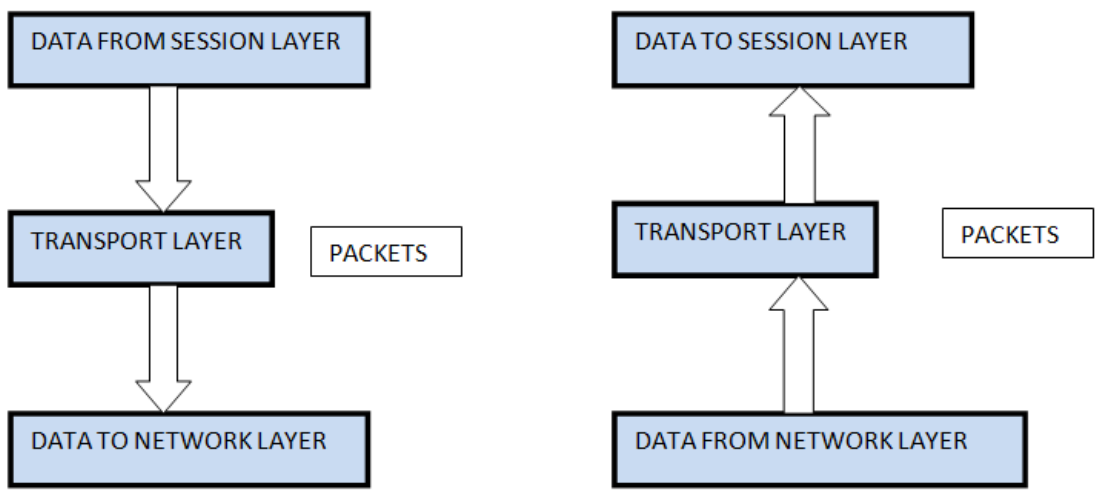 DATA FROM SESSION LAYER
TRANSPORT LAYER
PACKETS
DATA TO NETWORK LAYER
DATA TO SESSION LAYER
TRANSPORT LAYER
PACKETS
DATA FROM NETWORK LAYER